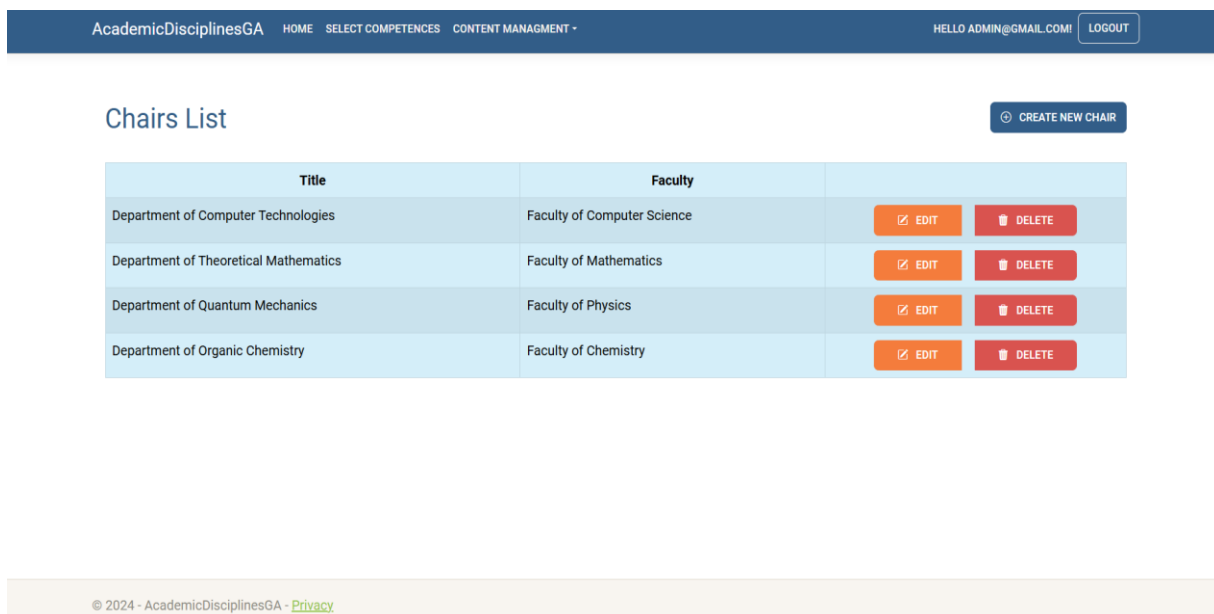 AcademicDisciplinesGA HOME SELECT COMPETENCES CONTENT MANAGMENT HELLO ADMIN@GMAIL.COM! LOGOUT
Chairs List CREATE NEW CHAIR
Title Faculty
Department of Computer Technologies Faculty of Computer Science EDIT DELETE
Department of Theoretical Mathematics Faculty of Mathematics EDIT DELETE
Department of Quantum Mechanics Faculty of Physics EDIT DELETE
Department of Organic Chemistry Faculty of Chemistry EDIT DELETE
© 2024 - AcademicDisciplinesGA - Privacy